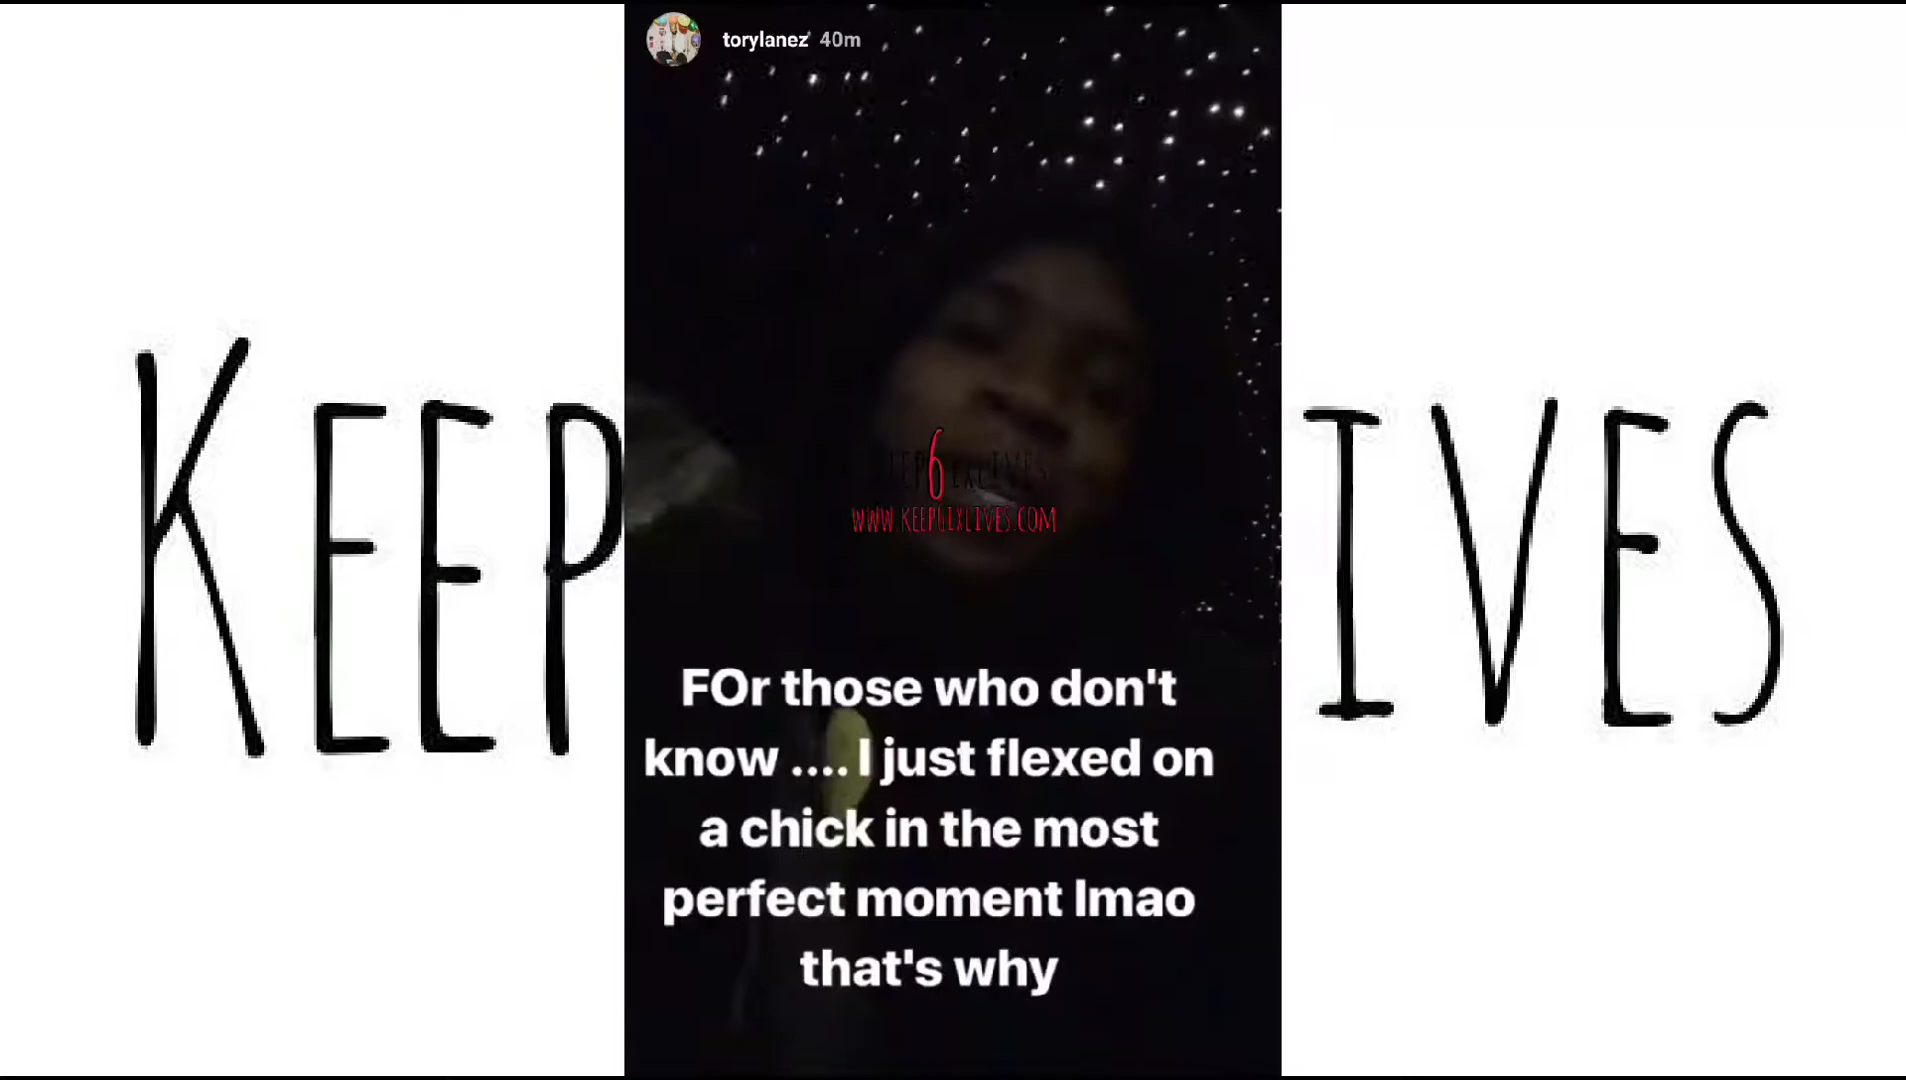 torylanez 40m
KEEP
IVES
KEEP6IXLIVES
WWW.KEEP6IXLIVES.COM
FOr those who don't
know .... I just flexed on
a chick in the most
perfect moment lmao
that's why